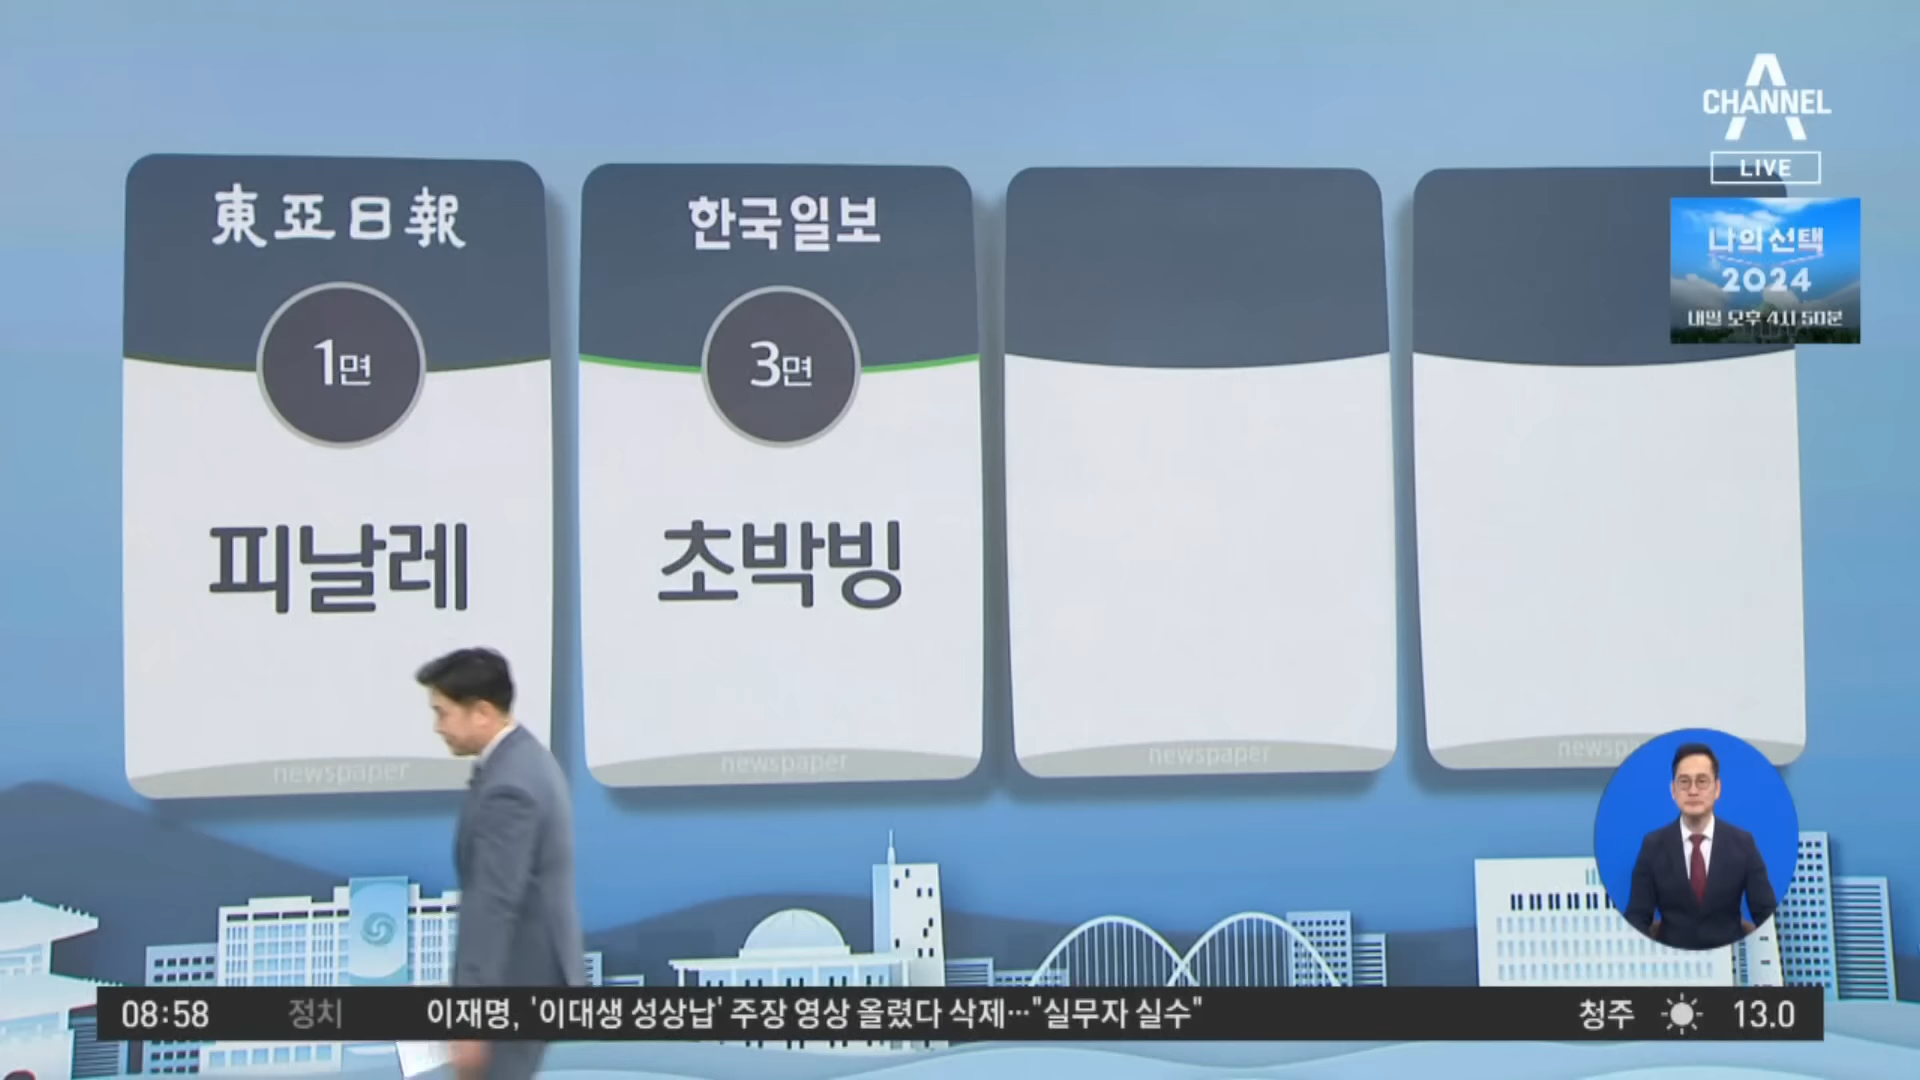 CHANNEL A
LIVE
나의 선택
2024
내일 오후 4시 50분
東亞日報
1면
피날레
newspaper
한국일보
3면
초박빙
newspaper
newspaper
08:58 정치 이재명, '이대생 성상납' 주장 영상 올렸다 삭제…"실무자 실수" 청주 13.0